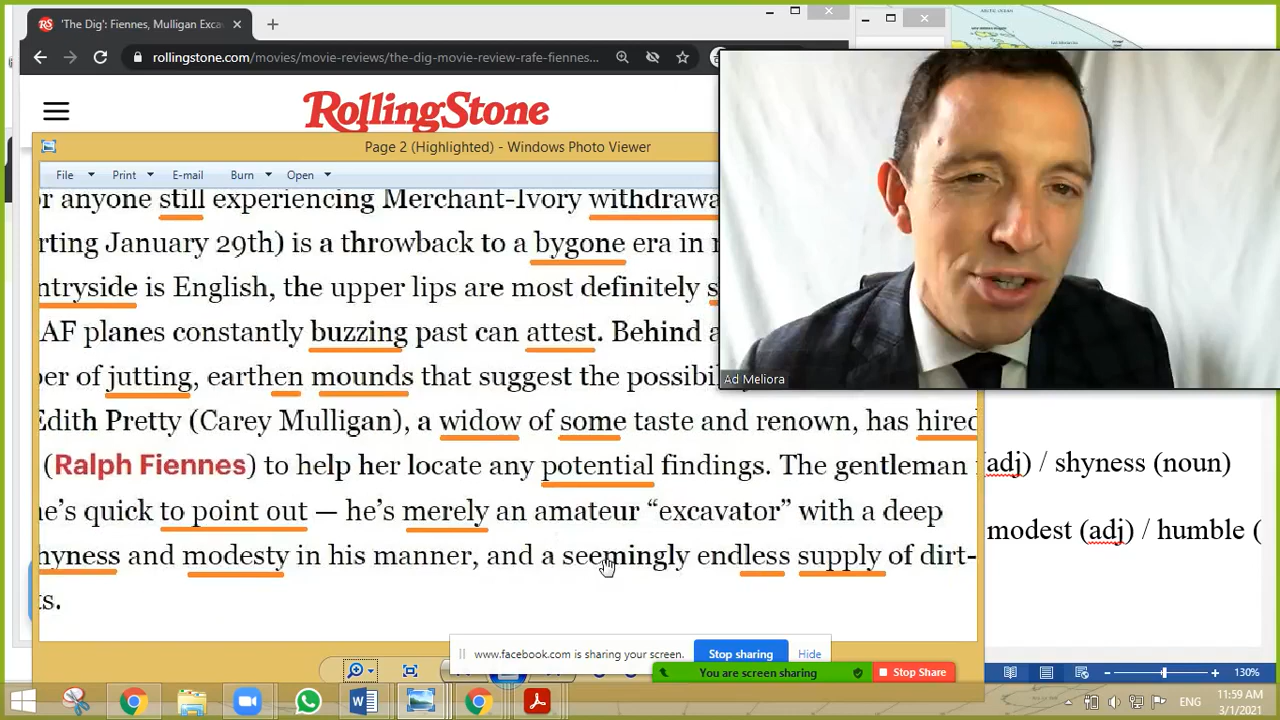 'The Dig': Fiennes, Mulligan Exca
rollingstone.com/movies/movie-reviews/the-dig-movie-review-rafe-fiennes...
ARCTIC OCEAN
RollingStone
Page 2 (Highlighted) - Windows Photo Viewer
File Print E-mail Burn Open
r anyone still experiencing Merchant-Ivory withdrawa
rting January 29th) is a throwback to a bygone era in
ntryside is English, the upper lips are most definitely s
AF planes constantly buzzing past can attest. Behind
er of jutting, earthen mounds that suggest the possibil
Edith Pretty (Carey Mulligan), a widow of some taste and renown, has hired
(Ralph Fiennes) to help her locate any potential findings. The gentleman
he's quick to point out — he's merely an amateur “excavator” with a deep
hyness and modesty in his manner, and a seemingly endless supply of dirt-
ts.
Ad Meliora
(adj) / shyness (noun)
modest (adj) / humble (
www.facebook.com is sharing your screen.
Stop sharing
Hide
You are screen sharing
Stop Share
130%
ENG
11:59 AM
3/1/2021